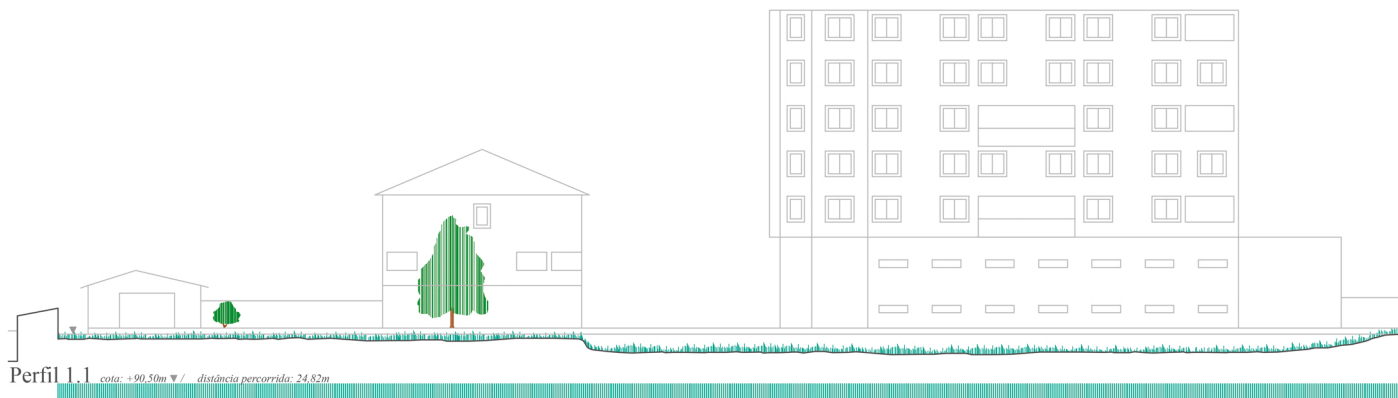 Perfil 1.1 cota: +90,50m ▼ / distância percorrida: 24,82m